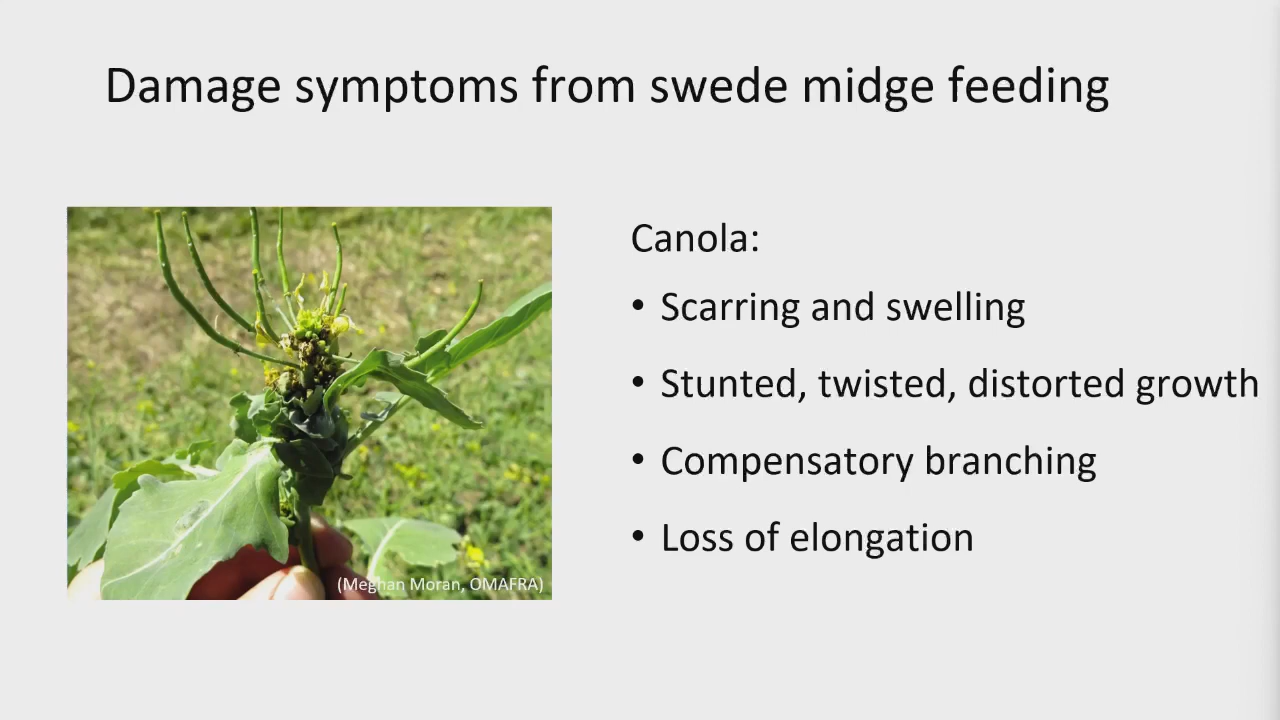 Damage symptoms from swede midge feeding
Canola:
• Scarring and swelling
• Stunted, twisted, distorted growth
• Compensatory branching
• Loss of elongation
(Meghan Moran, OMAFRA)